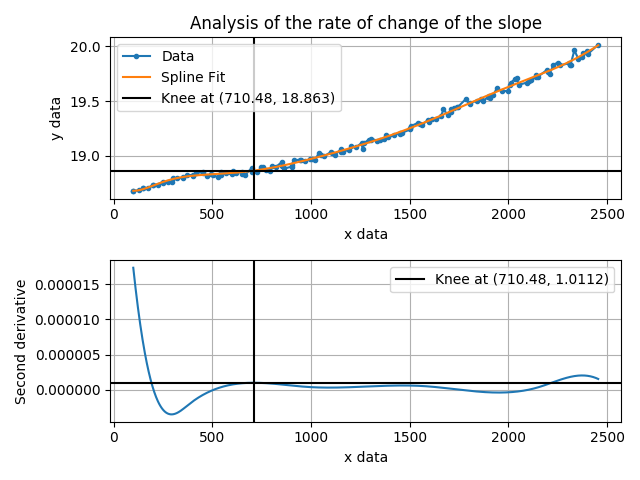 Analysis of the rate of change of the slope
20.0
19.5
19.0
y data
Data
Spline Fit
Knee at (710.48, 18.863)
0
500
1000
1500
2000
2500
x data
0.000015
0.000010
0.000005
0.000000
Second derivative
Knee at (710.48, 1.0112)
0
500
1000
1500
2000
2500
x data